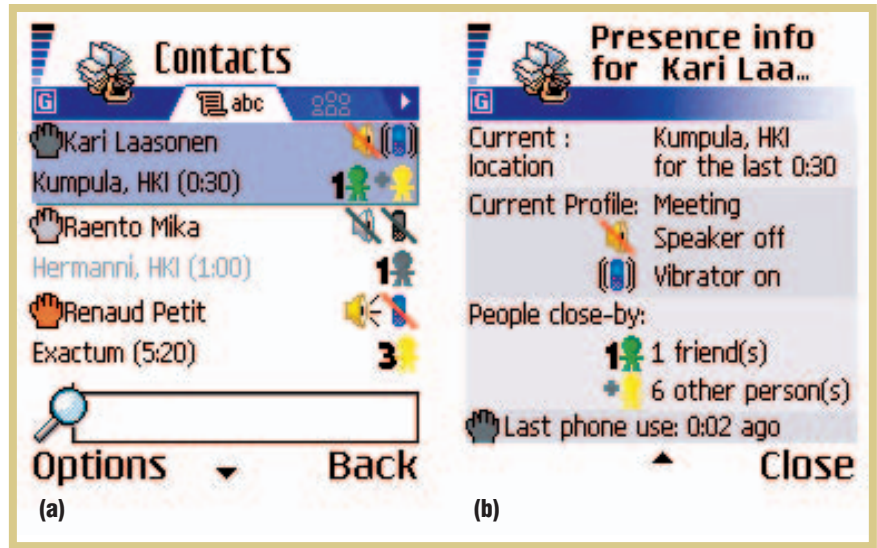 Contacts
G abc
Kari Laasonen
Kumpula, HKI (0:30) 1 +
Raento Mika
Hermanni, HKI (1:00) 1
Renaud Petit
Exactum (5:20) 3
Options Back
(a)
Presence info
for Kari Laa…
G
Current : Kumpula, HKI
location for the last 0:30
Current Profile: Meeting
Speaker off
Vibrator on
People close-by:
1 1 friend(s)
+ 6 other person(s)
Last phone use: 0:02 ago
Close
(b)